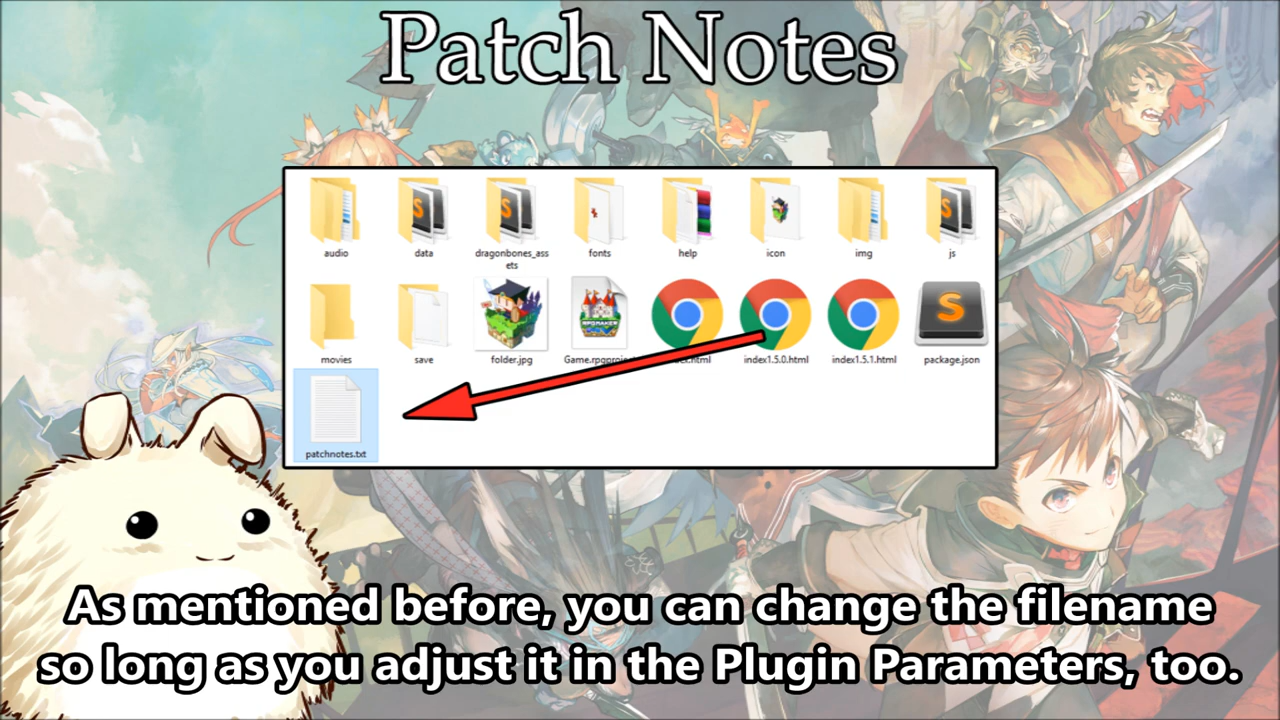 Patch Notes
audio
data
dragonbones_ass
ets
fonts
help
icon
img
js
movies
save
folder.jpg
RPGMAKER
index1.5.0.html
index1.5.1.html
package.json
patchnotes.txt
As mentioned before, you can change the filename
so long as you adjust it in the Plugin Parameters, too.